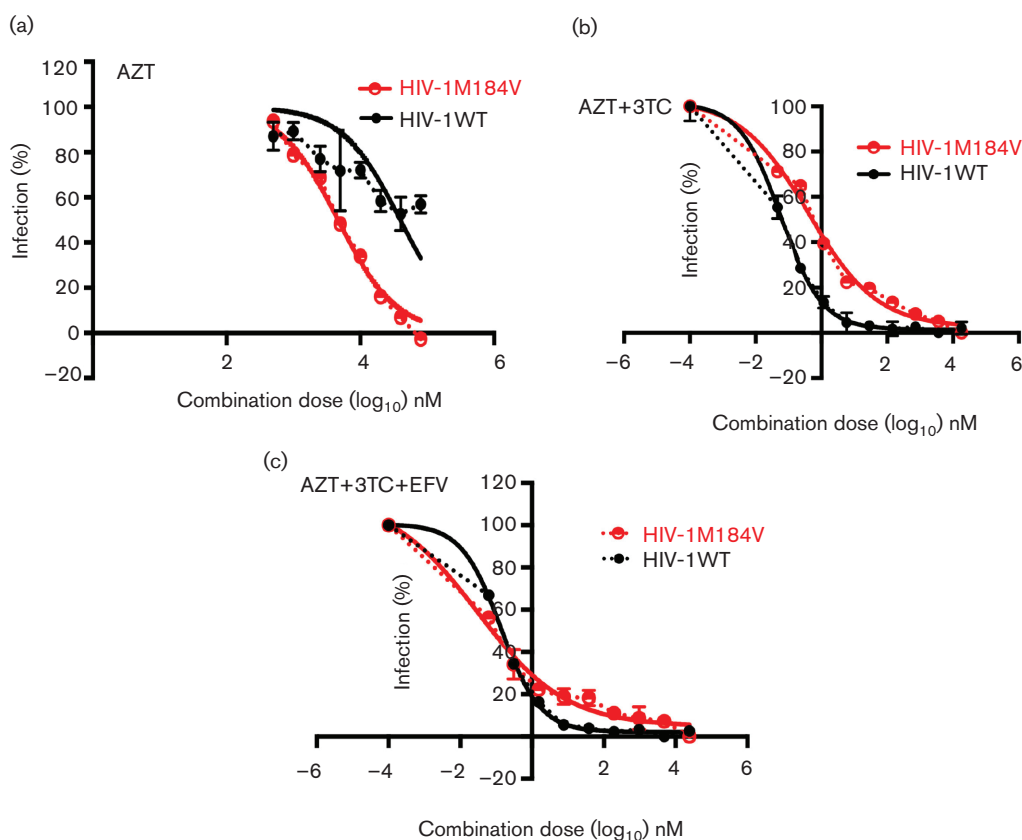 (a)
AZT
120
100
80
60
40
20
0
−20
2
4
6
Infection (%)
Combination dose (log10) nM
HIV-1M184V
HIV-1WT
(b)
AZT+3TC
120
100
80
60
40
20
−20
−6
−4
−2
0
2
4
6
Infection (%)
Combination dose (log10) nM
HIV-1M184V
HIV-1WT
(c)
AZT+3TC+EFV
120
100
80
60
40
20
−20
−6
−4
−2
0
2
4
6
Infection (%)
Combination dose (log10) nM
HIV-1M184V
HIV-1WT